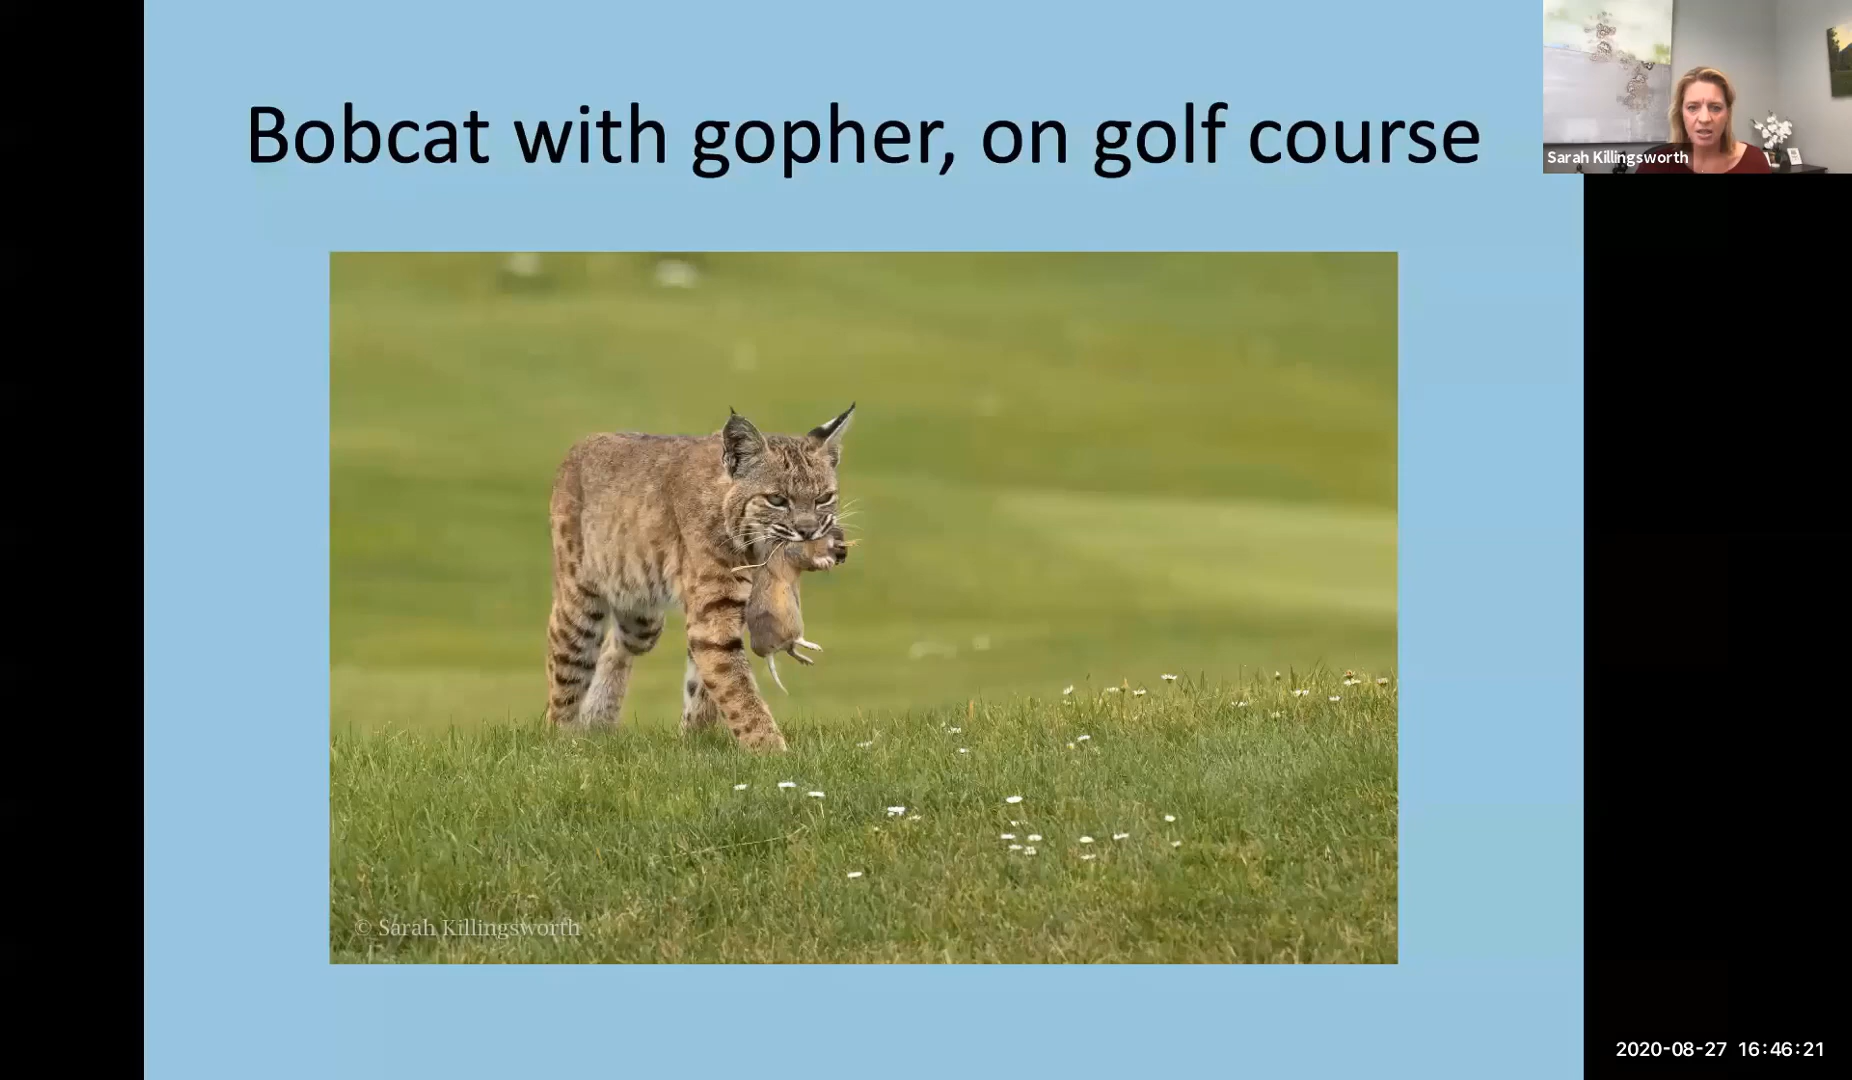 Bobcat with gopher, on golf course
Sarah Killingsworth
© Sarah Killingsworth
2020-08-27 16:46:21